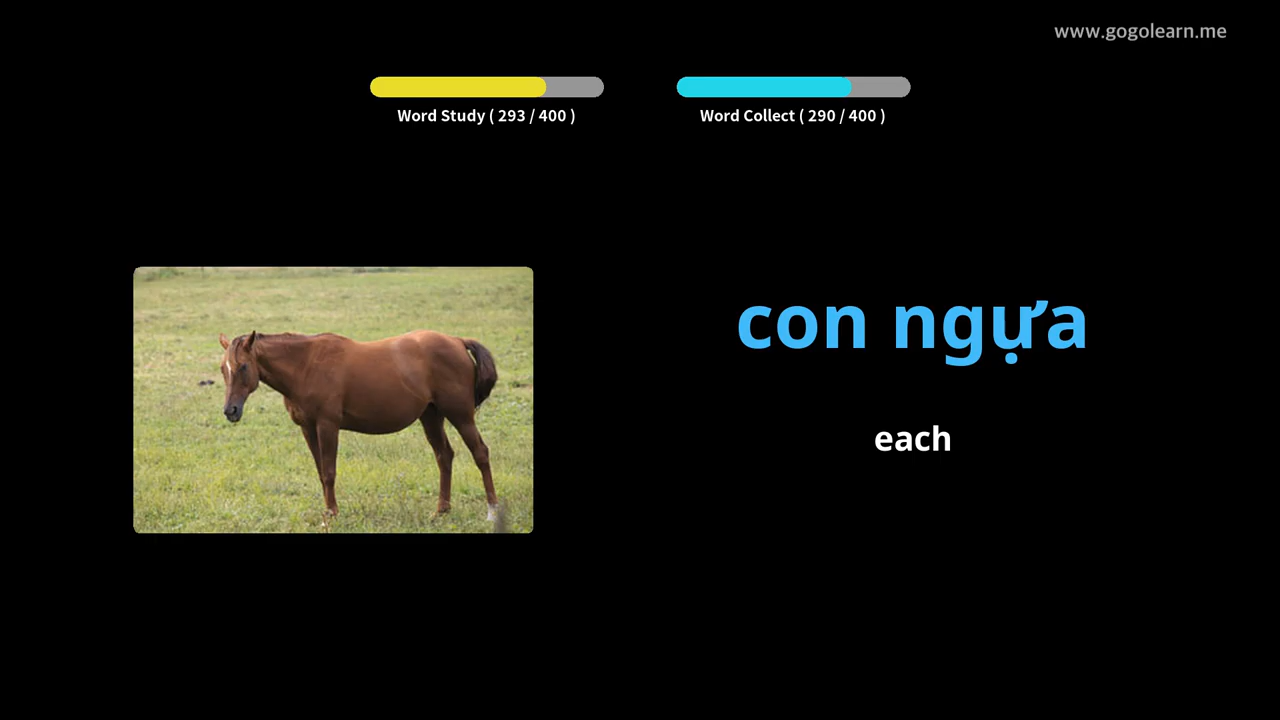 www.gogolearn.me
Word Study ( 293 / 400 )
Word Collect ( 290 / 400 )
con ngựa
each